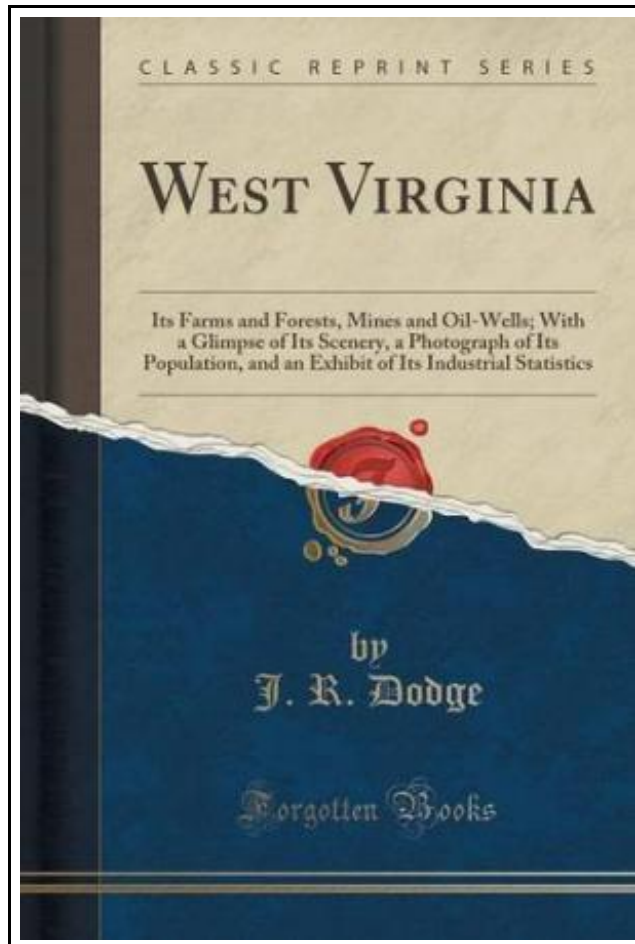 CLASSIC REPRINT SERIES
WEST VIRGINIA
Its Farms and Forests, Mines and Oil-Wells; With
a Glimpse of Its Scenery, a Photograph of Its
Population, and an Exhibit of Its Industrial Statistics
by
J. R. Dodge
Forgotten Books